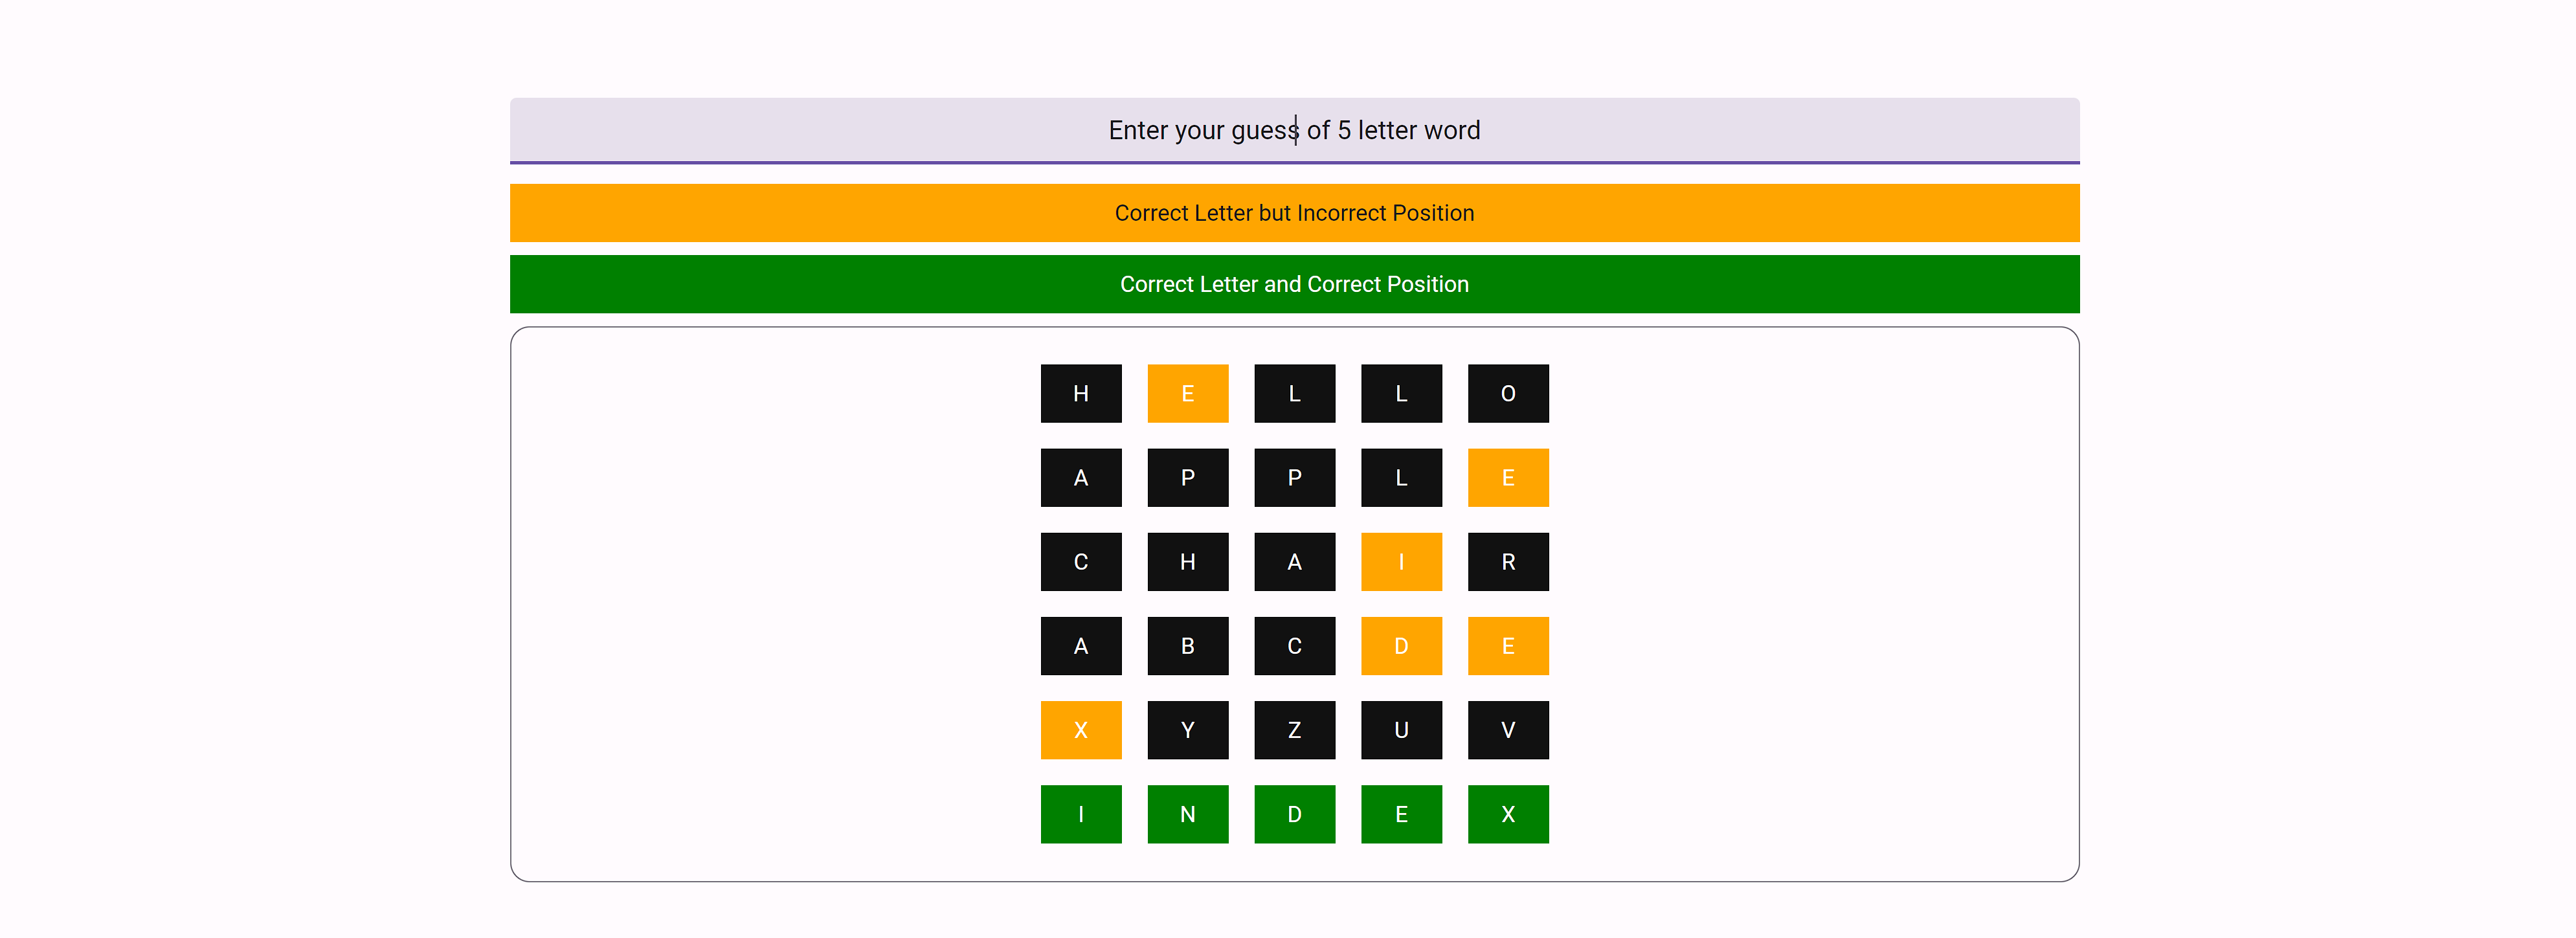 Enter your guess of 5 letter word
Correct Letter but Incorrect Position
Correct Letter and Correct Position
H E L L O
A P P L E
C H A I R
A B C D E
X Y Z U V
I N D E X